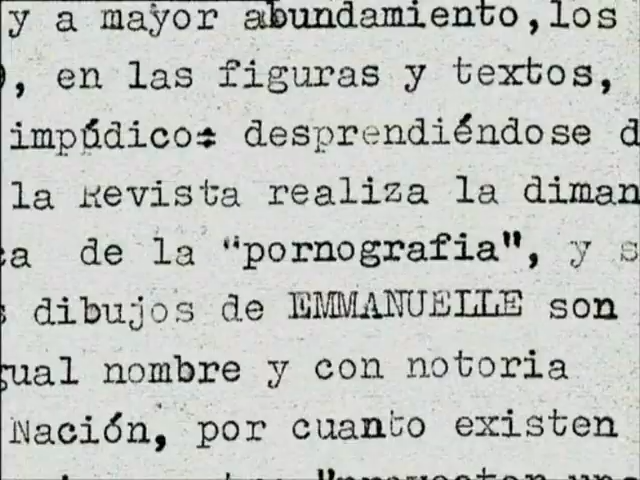 y a mayor abundamiento,los
, en las figuras y textos,
impúdico desprendiéndose d
la Revista realiza la diman
a de la "pornografia", y s
dibujos de EMMANUELLE son
gual nombre y con notoria
Nación, por cuanto existen